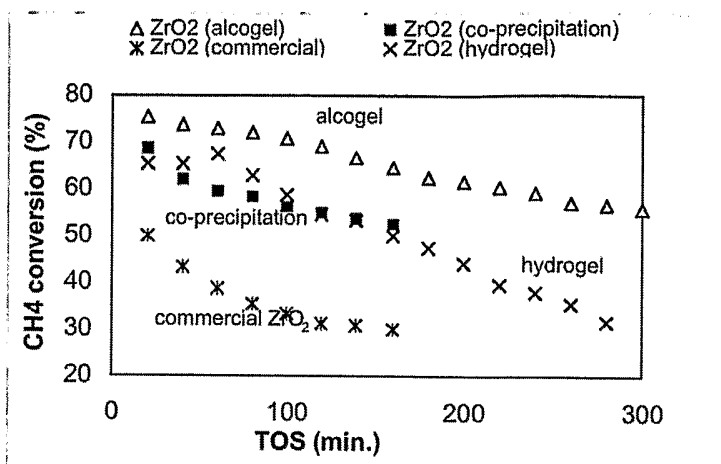 ZrO2 (alcogel) ZrO2 (co-precipitation)
ZrO2 (commercial) ZrO2 (hydrogel)
80
70
60
50
40
30
20
CH4 conversion (%)
alcogel
co-precipitation
hydrogel
commercial ZrO₂
0 100 200 300
TOS (min.)